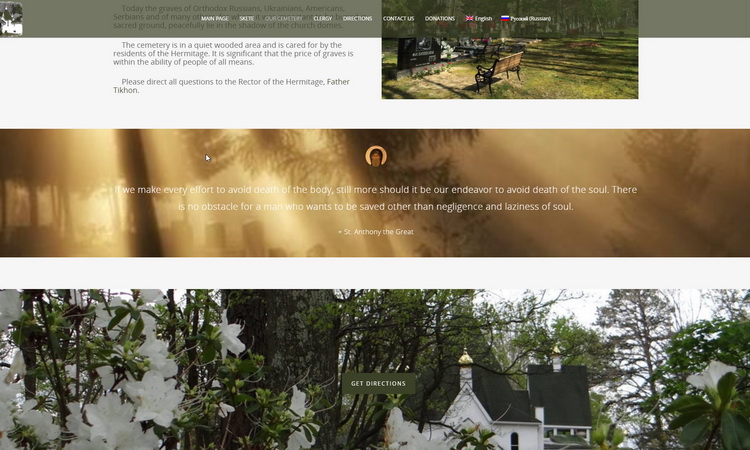 MAIN PAGE SKETE OUR CEMETERY CLERGY DIRECTIONS CONTACT US DONATIONS English Русский (Russian)
Today the graves of Orthodox Russians, Ukrainians, Americans,
Serbians and of many
sacred ground, peacefully lie in the shadow of the church domes.
The cemetery is in a quiet wooded area and is cared for by the
residents of the Hermitage. It is significant that the price of graves is
within the ability of people of all means.
Please direct all questions to the Rector of the Hermitage, Father
Tikhon.
If we make every effort to avoid death of the body, still more should it be our endeavor to avoid death of the soul. There
is no obstacle for a man who wants to be saved other than negligence and laziness of soul.
+ St. Anthony the Great
GET DIRECTIONS